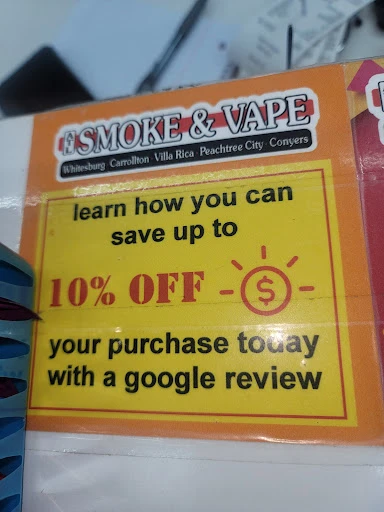 SMOKE & VAPE
Whitesburg · Carrollton · Villa Rica · Peachtree City · Conyers
learn how you can
save up to
10% OFF
$
your purchase today
with a google review